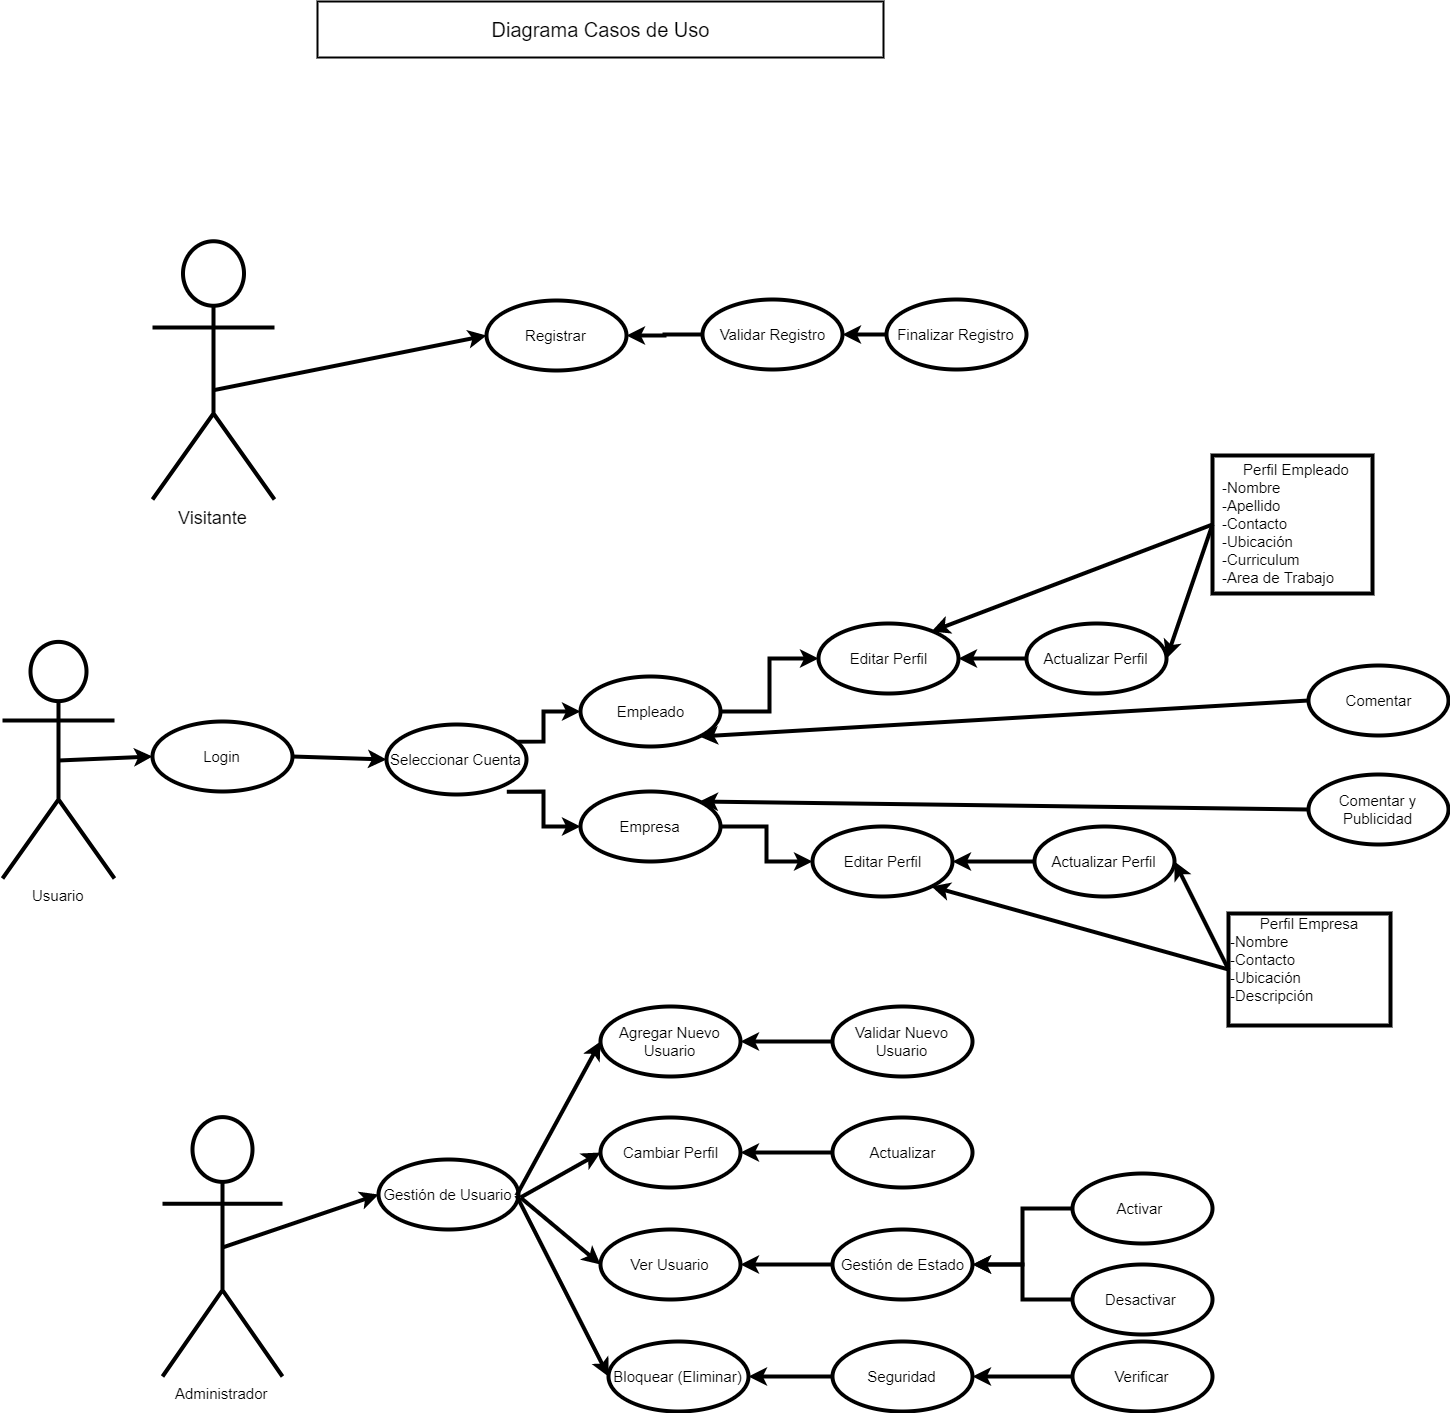 Diagrama Casos de Uso
Registrar
Validar Registro
Finalizar Registro
Visitante
Perfil Empleado
-Nombre
-Apellido
-Contacto
-Ubicación
-Curriculum
-Area de Trabajo
Editar Perfil
Actualizar Perfil
Empleado
Comentar
Login
Seleccionar Cuenta
Empresa
Comentar y
Publicidad
Editar Perfil
Actualizar Perfil
Usuario
Perfil Empresa
-Nombre
-Contacto
-Ubicación
-Descripción
Agregar Nuevo
Usuario
Validar Nuevo
Usuario
Cambiar Perfil
Actualizar
Gestión de Usuario
Activar
Ver Usuario
Gestión de Estado
Desactivar
Bloquear (Eliminar)
Seguridad
Verificar
Administrador